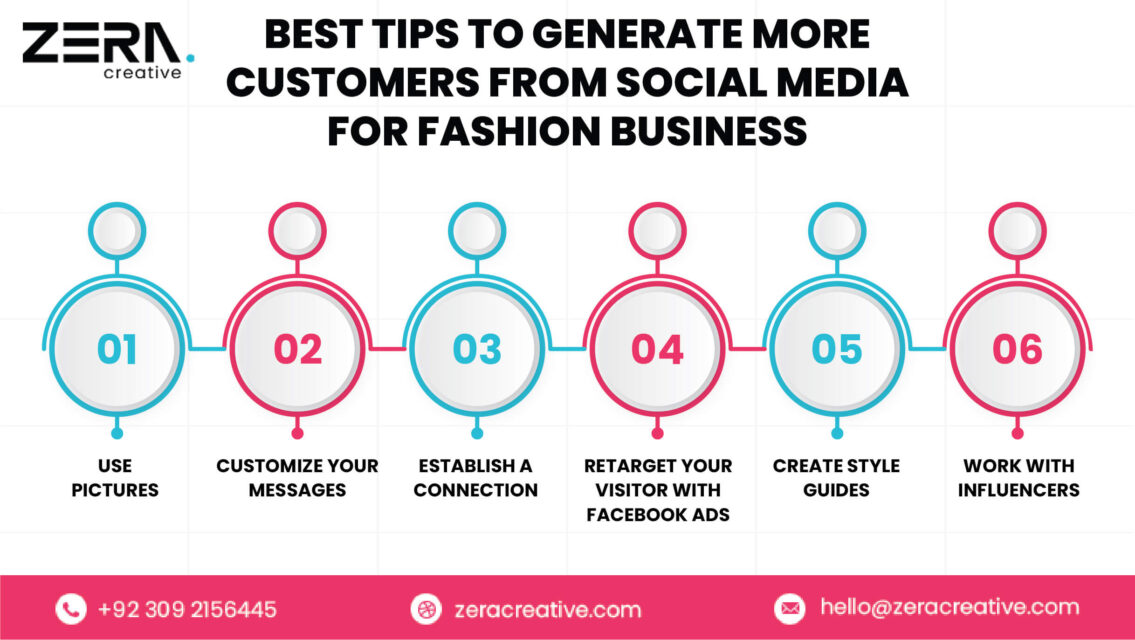 ZERA.
creative
BEST TIPS TO GENERATE MORE
CUSTOMERS FROM SOCIAL MEDIA
FOR FASHION BUSINESS
01
02
03
04
05
06
USE
PICTURES
CUSTOMIZE YOUR
MESSAGES
ESTABLISH A
CONNECTION
RETARGET YOUR
VISITOR WITH
FACEBOOK ADS
CREATE STYLE
GUIDES
WORK WITH
INFLUENCERS
+92 309 2156445
zeracreative.com
hello@zeracreative.com